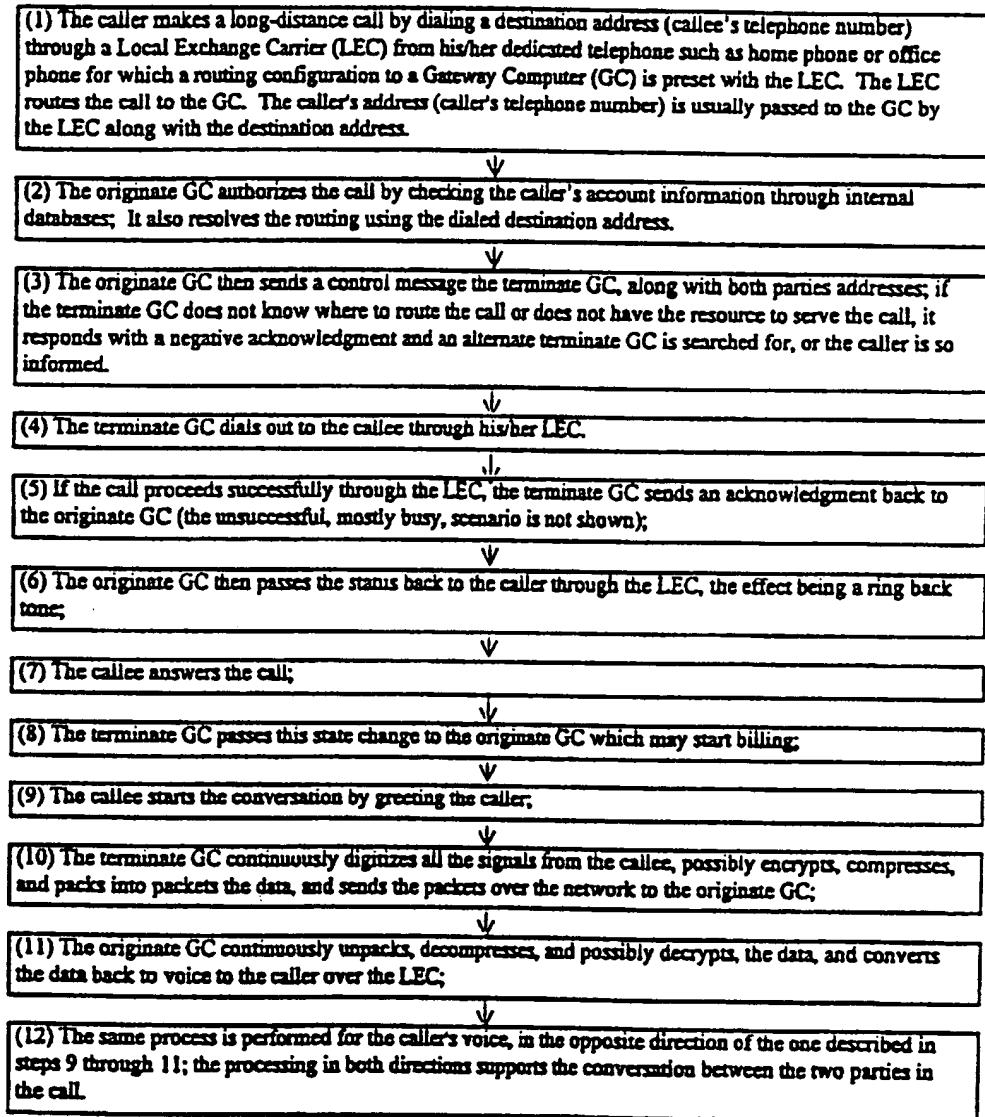 (1) The caller makes a long-distance call by dialing a destination address (callee's telephone number)
through a Local Exchange Carrier (LEC) from his/her dedicated telephone such as home phone or office
phone for which a routing configuration to a Gateway Computer (GC) is preset with the LEC. The LEC
routes the call to the GC. The caller's address (caller's telephone number) is usually passed to the GC by
the LEC along with the destination address.
(2) The originate GC authorizes the call by checking the caller's account information through internal
databases; It also resolves the routing using the dialed destination address.
(3) The originate GC then sends a control message the terminate GC, along with both parties addresses; if
the terminate GC does not know where to route the call or does not have the resource to serve the call, it
responds with a negative acknowledgment and an alternate terminate GC is searched for, or the caller is so
informed.
(4) The terminate GC dials out to the callee through his/her LEC.
(5) If the call proceeds successfully through the LEC, the terminate GC sends an acknowledgment back to
the originate GC (the unsuccessful, mostly busy, scenario is not shown);
(6) The originate GC then passes the status back to the caller through the LEC, the effect being a ring back
tone;
(7) The callee answers the call;
(8) The terminate GC passes this state change to the originate GC which may start billing;
(9) The callee starts the conversation by greeting the caller;
(10) The terminate GC continuously digitizes all the signals from the callee, possibly encrypts, compresses,
and packs into packets the data, and sends the packets over the network to the originate GC;
(11) The originate GC continuously unpacks, decompresses, and possibly decrypts, the data, and converts
the data back to voice to the caller over the LEC;
(12) The same process is performed for the caller's voice, in the opposite direction of the one described in
steps 9 through 11; the processing in both directions supports the conversation between the two parties in
the call.